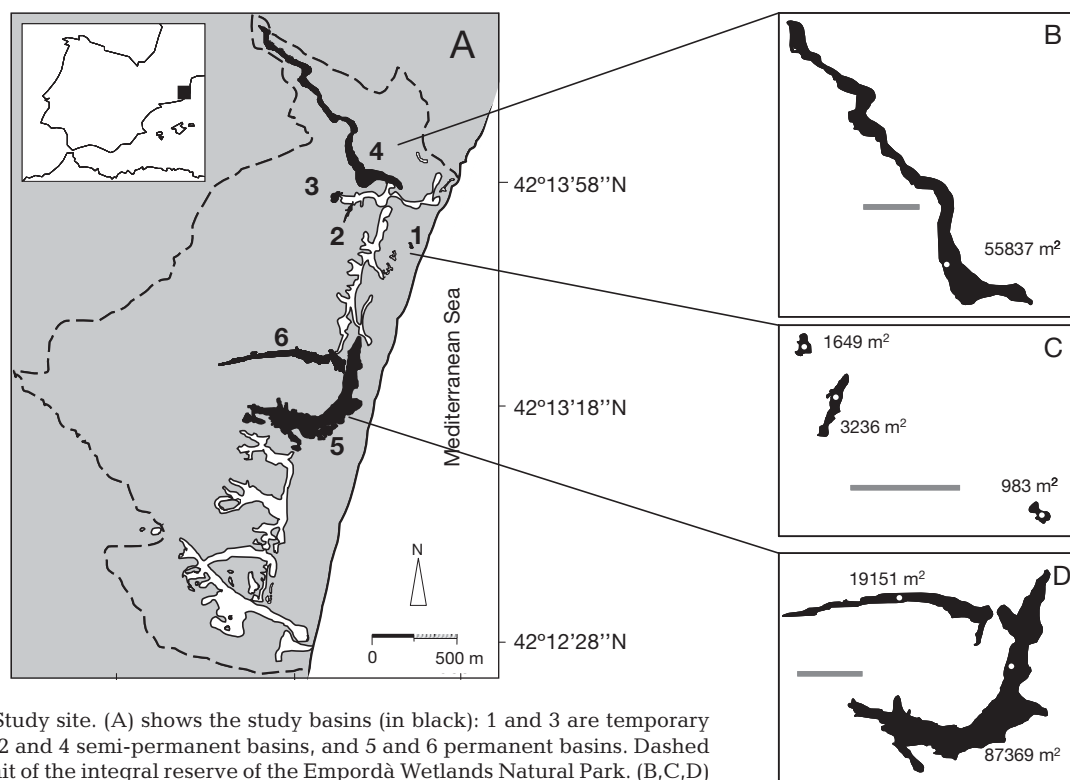 A
4
3
2
1
6
5
42º13’58’’N
42º13’18’’N
42º12’28’’N
Mediterranean Sea
N
0 500 m
B
55837 m²
C
1649 m²
3236 m²
983 m²
D
19151 m²
87369 m²
Study site. (A) shows the study basins (in black): 1 and 3 are temporary
2 and 4 semi-permanent basins, and 5 and 6 permanent basins. Dashed
of the integral reserve of the Empordà Wetlands Natural Park. (B,C,D)